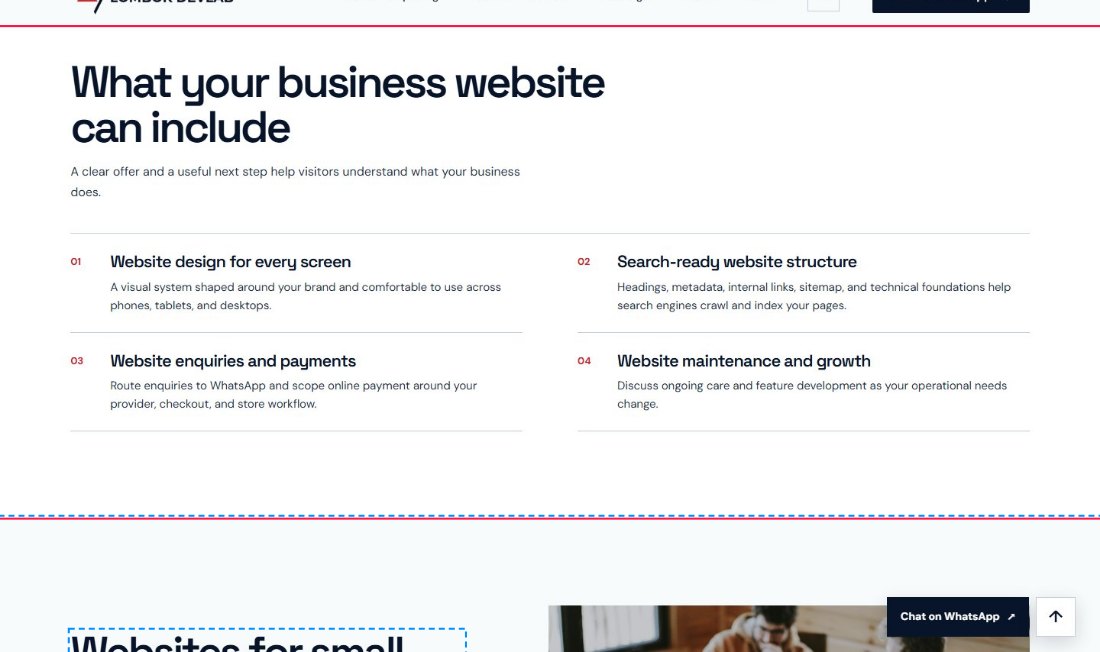 LOMBOK DEVLAB
What your business website
can include
A clear offer and a useful next step help visitors understand what your business
does.
01
Website design for every screen
A visual system shaped around your brand and comfortable to use across
phones, tablets, and desktops.
02
Search-ready website structure
Headings, metadata, internal links, sitemap, and technical foundations help
search engines crawl and index your pages.
03
Website enquiries and payments
Route enquiries to WhatsApp and scope online payment around your
provider, checkout, and store workflow.
04
Website maintenance and growth
Discuss ongoing care and feature development as your operational needs
change.
Chat on WhatsApp ↗
Websites for small